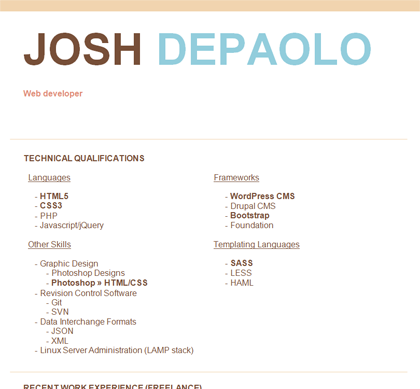 JOSH DEPAOLO
Web developer
TECHNICAL QUALIFICATIONS
Languages
- HTML5
- CSS3
- PHP
- Javascript/jQuery
Frameworks
- WordPress CMS
- Drupal CMS
- Bootstrap
- Foundation
Other Skills
- Graphic Design
- Photoshop Designs
- Photoshop » HTML/CSS
- Revision Control Software
- Git
- SVN
- Data Interchange Formats
- JSON
- XML
- Linux Server Administration (LAMP stack)
Templating Languages
- SASS
- LESS
- HAML
RECENT WORK EXPERIENCE (FREELANCE)